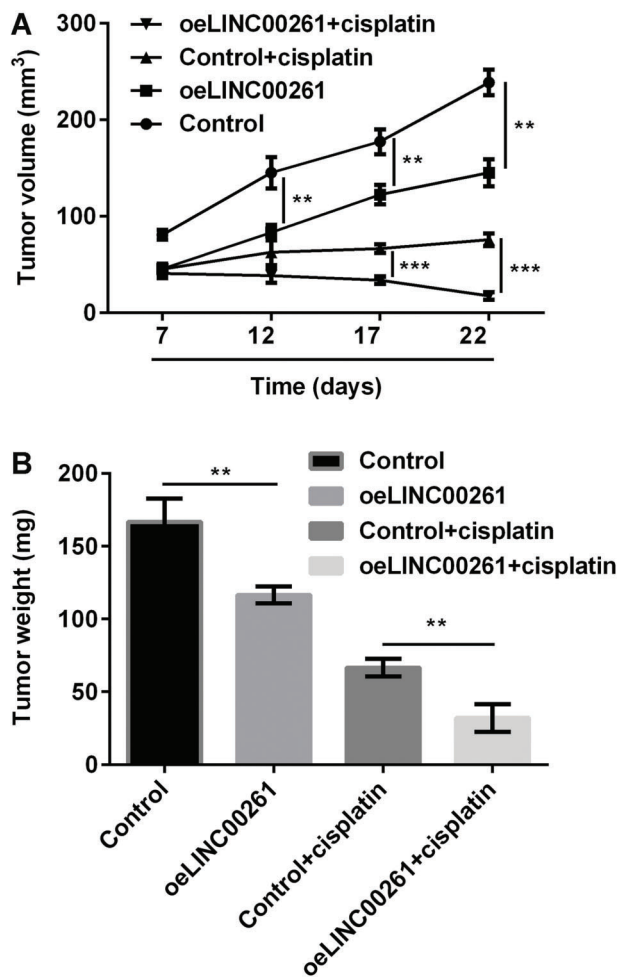 A
300
200
100
0
Tumor volume (mm³)
oeLINC00261+cisplatin
Control+cisplatin
oeLINC00261
Control
**
**
**
***
***
7 12 17 22
Time (days)
B
200
150
100
50
0
Tumor weight (mg)
Control
oeLINC00261
Control+cisplatin
oeLINC00261+cisplatin
**
**
Control
oeLINC00261
Control+cisplatin
oeLINC00261+cisplatin